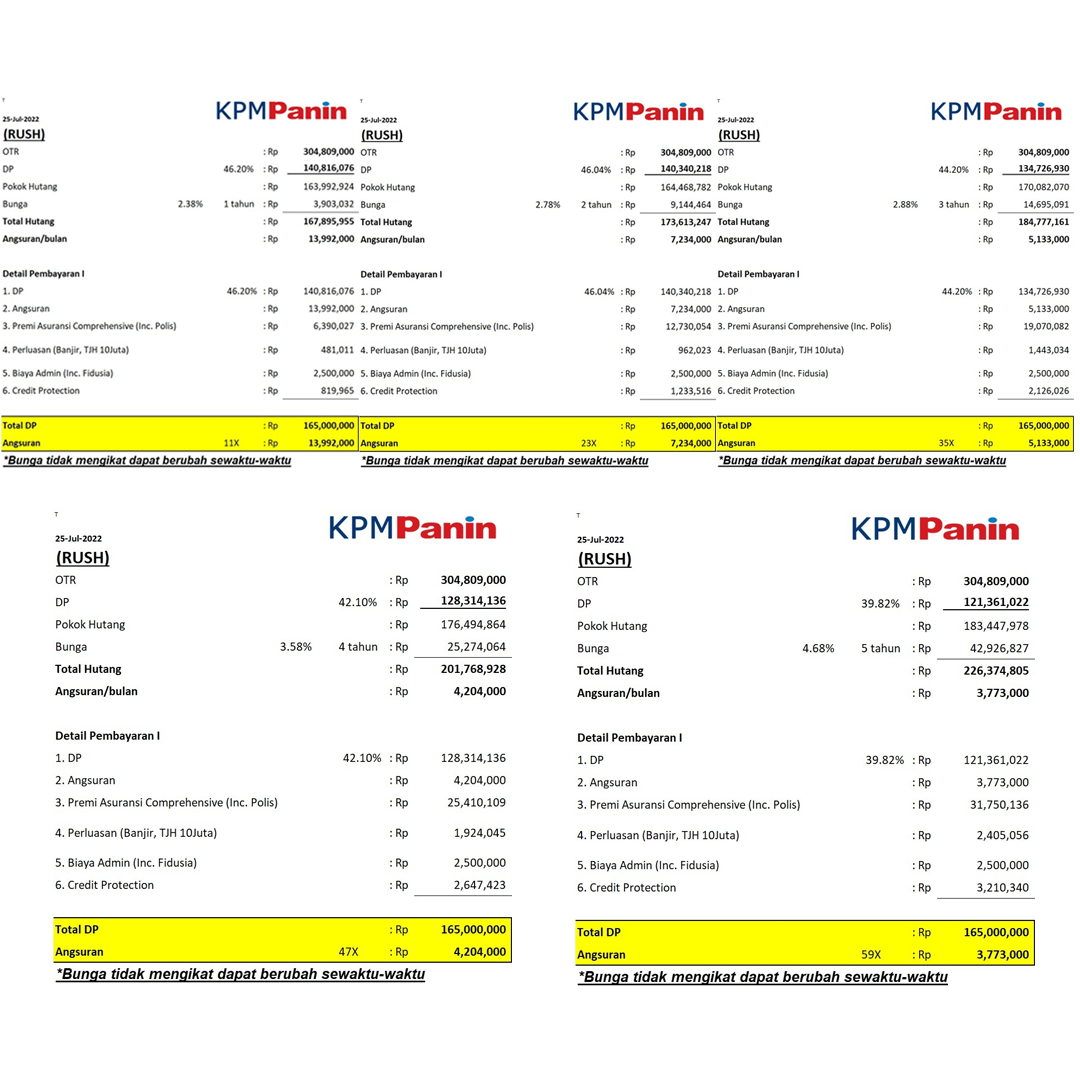 T
KPMPanin
25-Jul-2022
(RUSH)
OTR : Rp 304,809,000
DP 46.20% : Rp 140,816,076
Pokok Hutang : Rp 163,992,924
Bunga 2.38% 1 tahun : Rp 3,903,032
Total Hutang : Rp 167,895,955
Angsuran/bulan : Rp 13,992,000
Detail Pembayaran I
1. DP 46.20% : Rp 140,816,076
2. Angsuran : Rp 13,992,000
3. Premi Asuransi Comprehensive (Inc. Polis) : Rp 6,390,027
4. Perluasan (Banjir, TJH 10Juta) : Rp 481,011
5. Biaya Admin (Inc. Fidusia) : Rp 2,500,000
6. Credit Protection : Rp 819,965
Total DP : Rp 165,000,000
Angsuran 11X : Rp 13,992,000
*Bunga tidak mengikat dapat berubah sewaktu-waktu
T
KPMPanin
25-Jul-2022
(RUSH)
OTR : Rp 304,809,000
DP 46.04% : Rp 140,340,218
Pokok Hutang : Rp 164,468,782
Bunga 2.78% 2 tahun : Rp 9,144,464
Total Hutang : Rp 173,613,247
Angsuran/bulan : Rp 7,234,000
Detail Pembayaran I
1. DP 46.04% : Rp 140,340,218
2. Angsuran : Rp 7,234,000
3. Premi Asuransi Comprehensive (Inc. Polis) : Rp 12,730,054
4. Perluasan (Banjir, TJH 10Juta) : Rp 962,023
5. Biaya Admin (Inc. Fidusia) : Rp 2,500,000
6. Credit Protection : Rp 1,233,516
Total DP : Rp 165,000,000
Angsuran 23X : Rp 7,234,000
*Bunga tidak mengikat dapat berubah sewaktu-waktu
T
KPMPanin
25-Jul-2022
(RUSH)
OTR : Rp 304,809,000
DP 44.20% : Rp 134,726,930
Pokok Hutang : Rp 170,082,070
Bunga 2.88% 3 tahun : Rp 14,695,091
Total Hutang : Rp 184,777,161
Angsuran/bulan : Rp 5,133,000
Detail Pembayaran I
1. DP 44.20% : Rp 134,726,930
2. Angsuran : Rp 5,133,000
3. Premi Asuransi Comprehensive (Inc. Polis) : Rp 19,070,082
4. Perluasan (Banjir, TJH 10Juta) : Rp 1,443,034
5. Biaya Admin (Inc. Fidusia) : Rp 2,500,000
6. Credit Protection : Rp 2,126,026
Total DP : Rp 165,000,000
Angsuran 35X : Rp 5,133,000
*Bunga tidak mengikat dapat berubah sewaktu-waktu
T
KPMPanin
25-Jul-2022
(RUSH)
OTR : Rp 304,809,000
DP 42.10% : Rp 128,314,136
Pokok Hutang : Rp 176,494,864
Bunga 3.58% 4 tahun : Rp 25,274,064
Total Hutang : Rp 201,768,928
Angsuran/bulan : Rp 4,204,000
Detail Pembayaran I
1. DP 42.10% : Rp 128,314,136
2. Angsuran : Rp 4,204,000
3. Premi Asuransi Comprehensive (Inc. Polis) : Rp 25,410,109
4. Perluasan (Banjir, TJH 10Juta) : Rp 1,924,045
5. Biaya Admin (Inc. Fidusia) : Rp 2,500,000
6. Credit Protection : Rp 2,647,423
Total DP : Rp 165,000,000
Angsuran 47X : Rp 4,204,000
*Bunga tidak mengikat dapat berubah sewaktu-waktu
T
KPMPanin
25-Jul-2022
(RUSH)
OTR : Rp 304,809,000
DP 39.82% : Rp 121,361,022
Pokok Hutang : Rp 183,447,978
Bunga 4.68% 5 tahun : Rp 42,926,827
Total Hutang : Rp 226,374,805
Angsuran/bulan : Rp 3,773,000
Detail Pembayaran I
1. DP 39.82% : Rp 121,361,022
2. Angsuran : Rp 3,773,000
3. Premi Asuransi Comprehensive (Inc. Polis) : Rp 31,750,136
4. Perluasan (Banjir, TJH 10Juta) : Rp 2,405,056
5. Biaya Admin (Inc. Fidusia) : Rp 2,500,000
6. Credit Protection : Rp 3,210,340
Total DP : Rp 165,000,000
Angsuran 59X : Rp 3,773,000
*Bunga tidak mengikat dapat berubah sewaktu-waktu